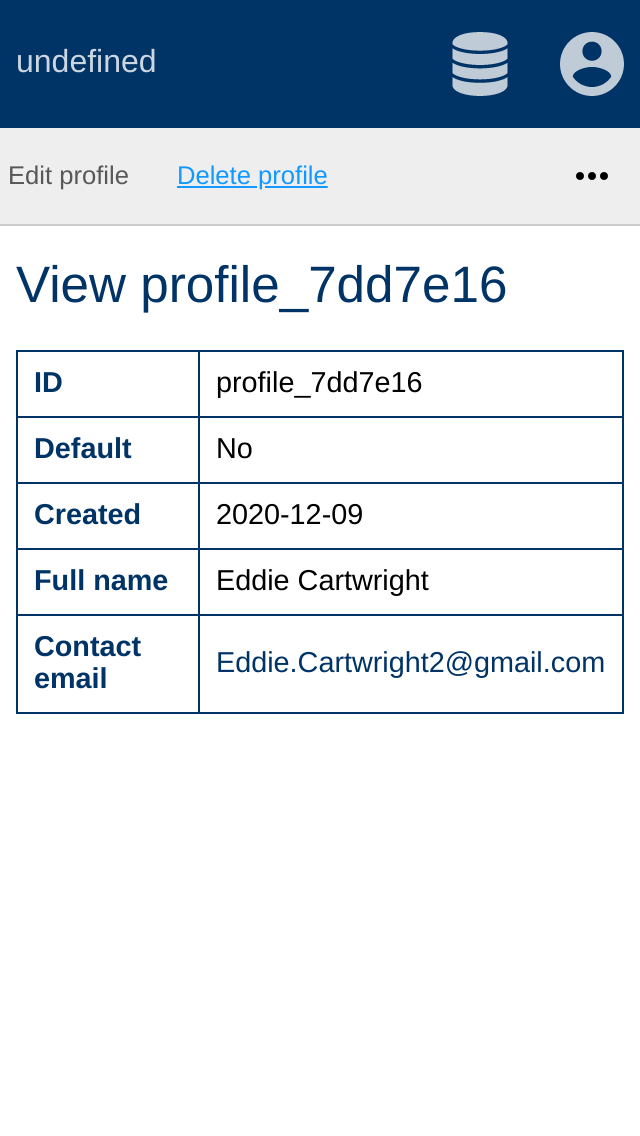 undefined
Edit profile Delete profile
View profile_7dd7e16
ID profile_7dd7e16
Default No
Created 2020-12-09
Full name Eddie Cartwright
Contact
email Eddie.Cartwright2@gmail.com